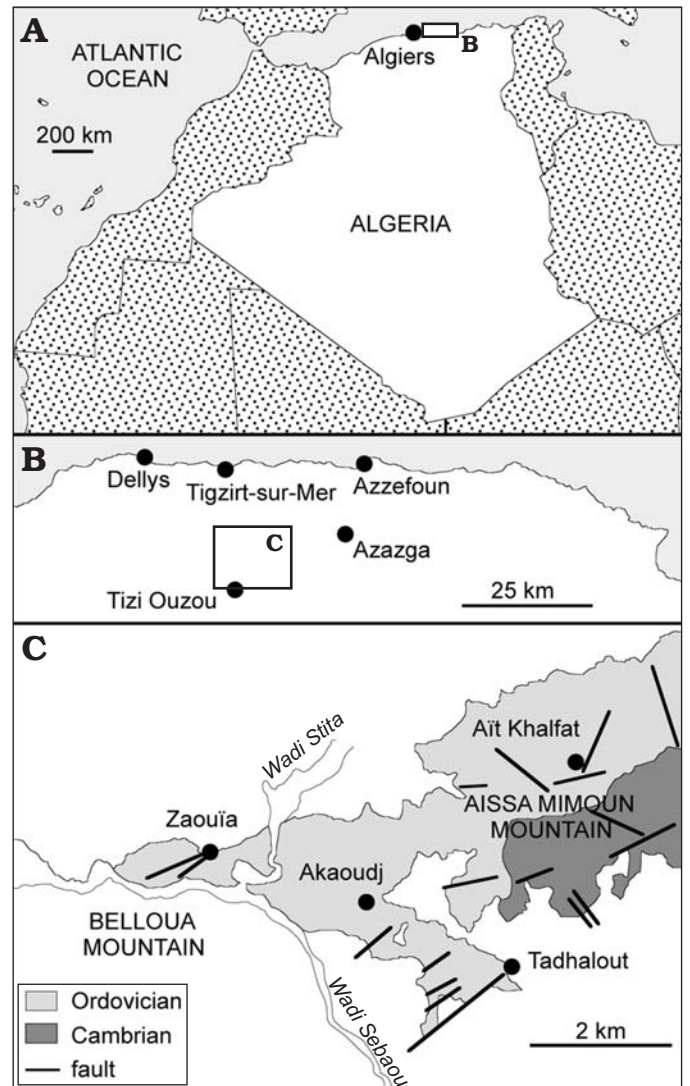 A
ATLANTIC
OCEAN
200 km
Algiers
B
ALGERIA
B
Dellys
Tigzirt-sur-Mer
Azzefoun
C
Azazga
Tizi Ouzou
25 km
C
Wadi Stita
Aït Khalfat
Zaouïa
AISSA MIMOUN
MOUNTAIN
Akaoudj
BELLOUA
MOUNTAIN
Tadhalout
Wadi Sebaou
Ordovician
Cambrian
fault
2 km